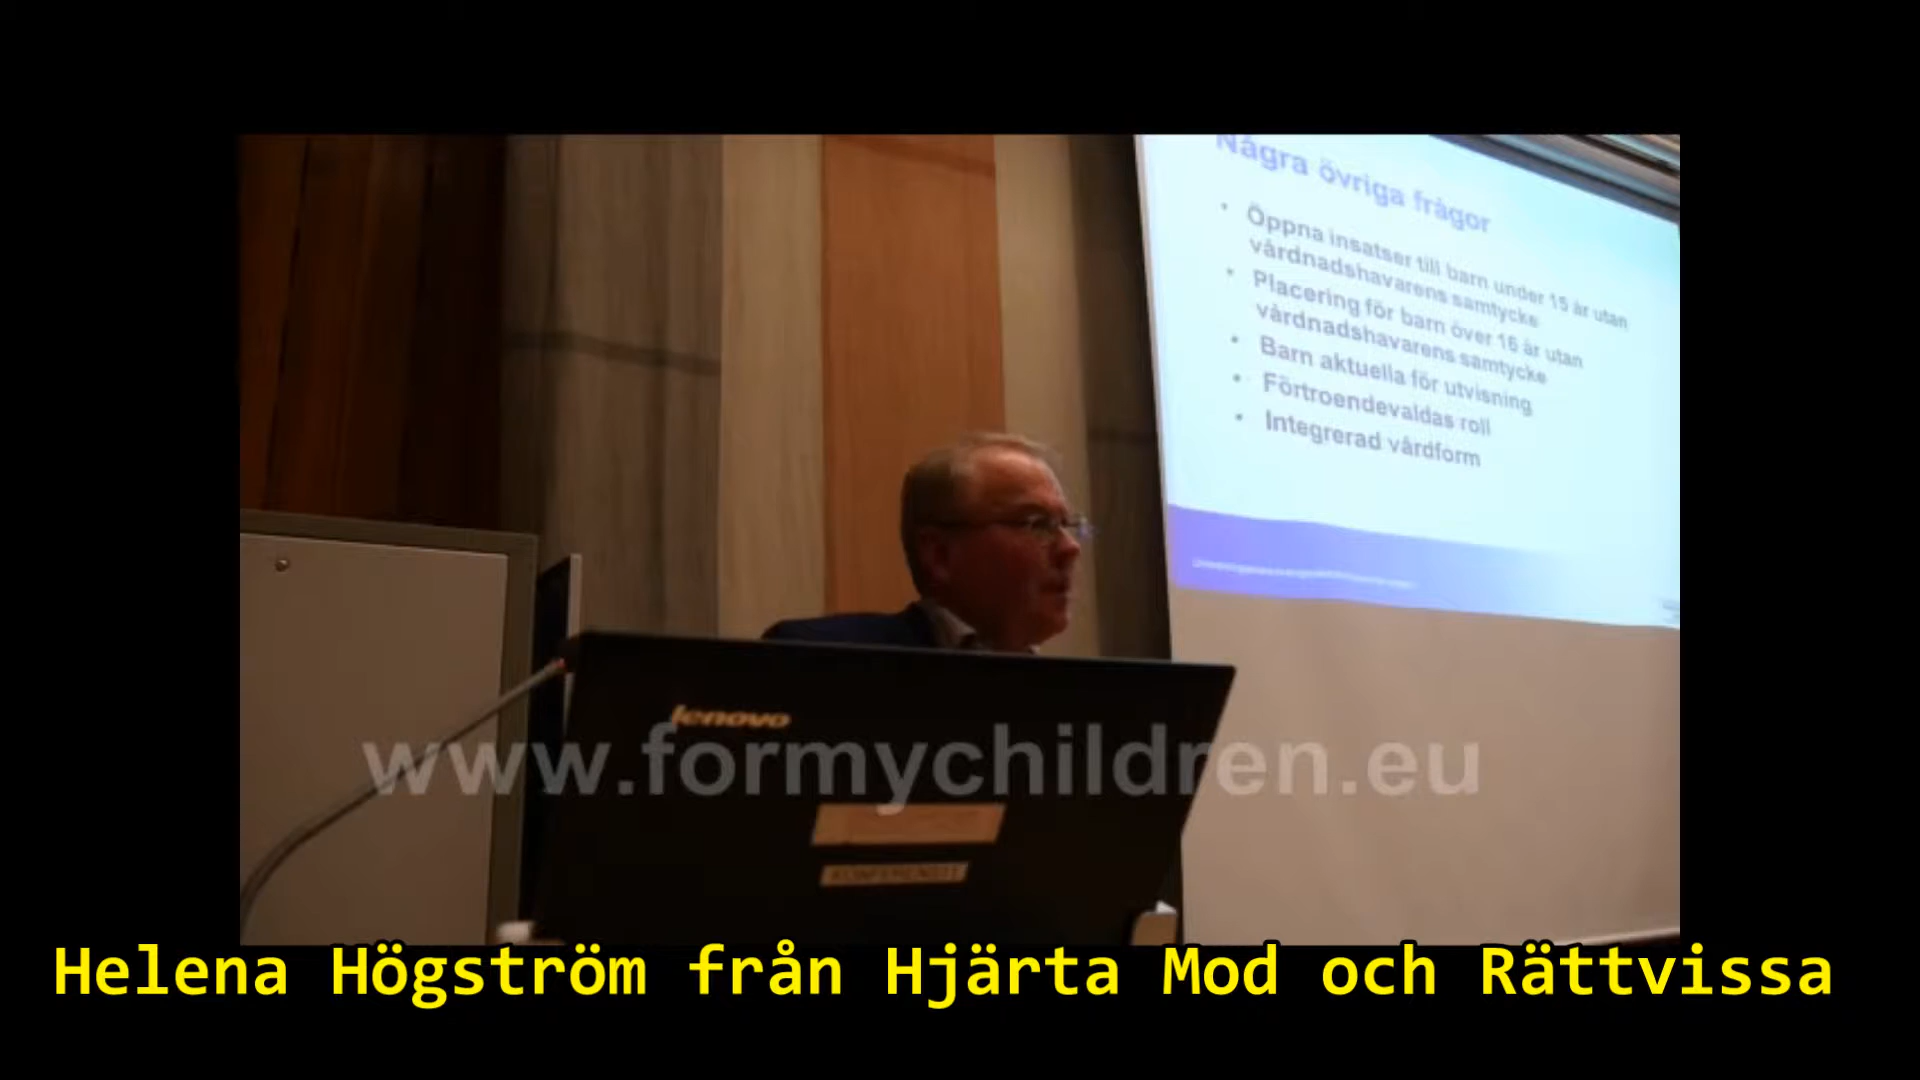 Några övriga frågor
• Öppna insatser till barn under 15 år utan
vårdnadshavarens samtycke
• Placering för barn över 16 år utan
vårdnadshavarens samtycke
• Barn aktuella för utvisning
• Förtroendevaldas roll
• Integrerad vårdform
lenovo
www.formychildren.eu
Helena Högström från Hjärta Mod och Rättvissa